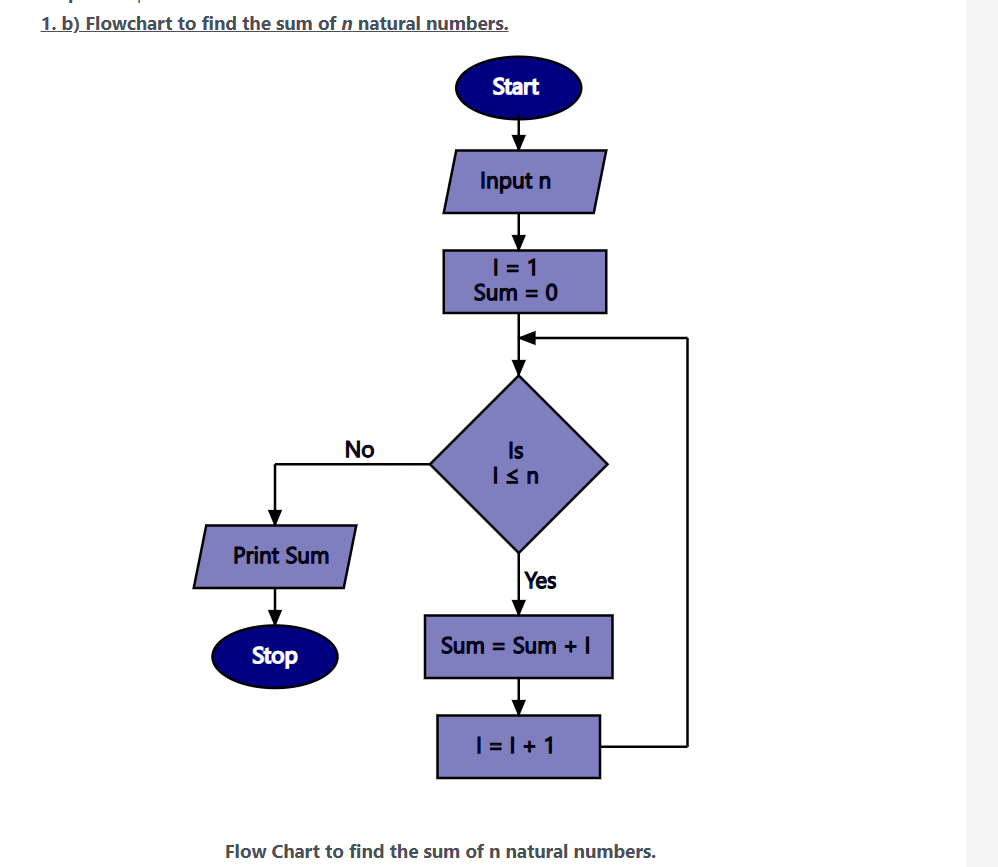 1. b) Flowchart to find the sum of n natural numbers.
Start
Input n
I = 1
Sum = 0
Is
I ≤ n
No
Print Sum
Stop
Yes
Sum = Sum + I
I = I + 1
Flow Chart to find the sum of n natural numbers.